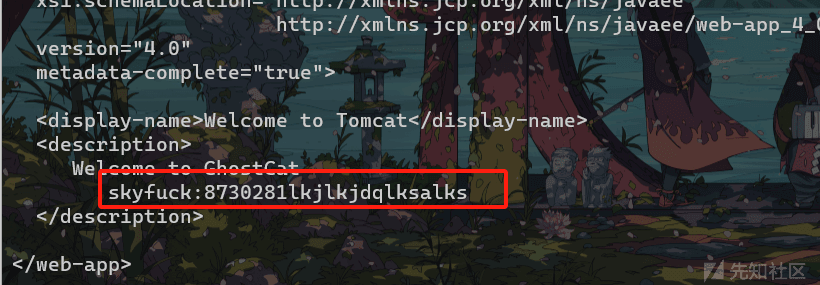 xsi:schemaLocation="http://xmlns.jcp.org/xml/ns/javaee
http://xmlns.jcp.org/xml/ns/javaee/web-app_4_0
version="4.0"
metadata-complete="true">
<display-name>Welcome to Tomcat</display-name>
<description>
Welcome to GhostCat
skyfuck:8730281lkjlkjdqlksalks
</description>
</web-app>
先知社区